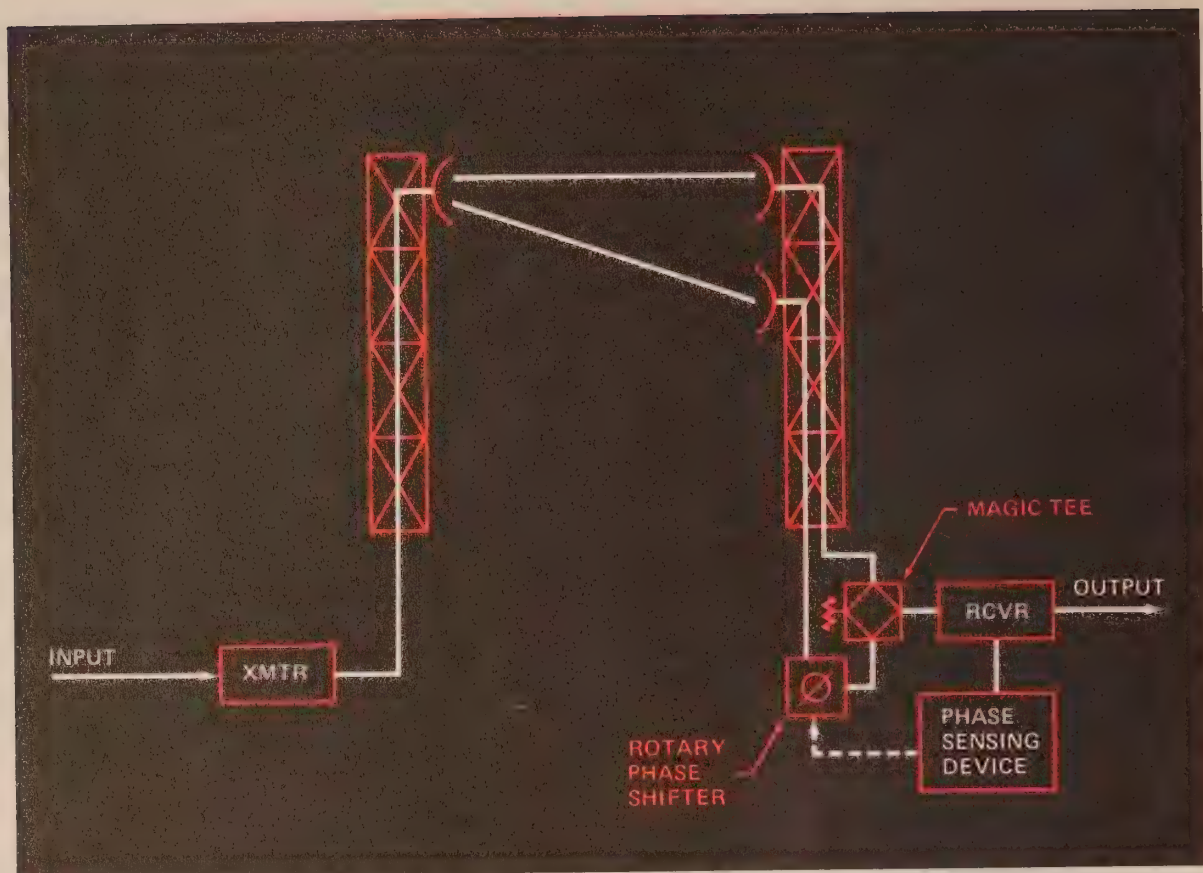 MAGIC TEE
OUTPUT
RCVR
INPUT
XMTR
Ø
PHASE
SENSING
DEVICE
ROTARY
PHASE
SHIFTER